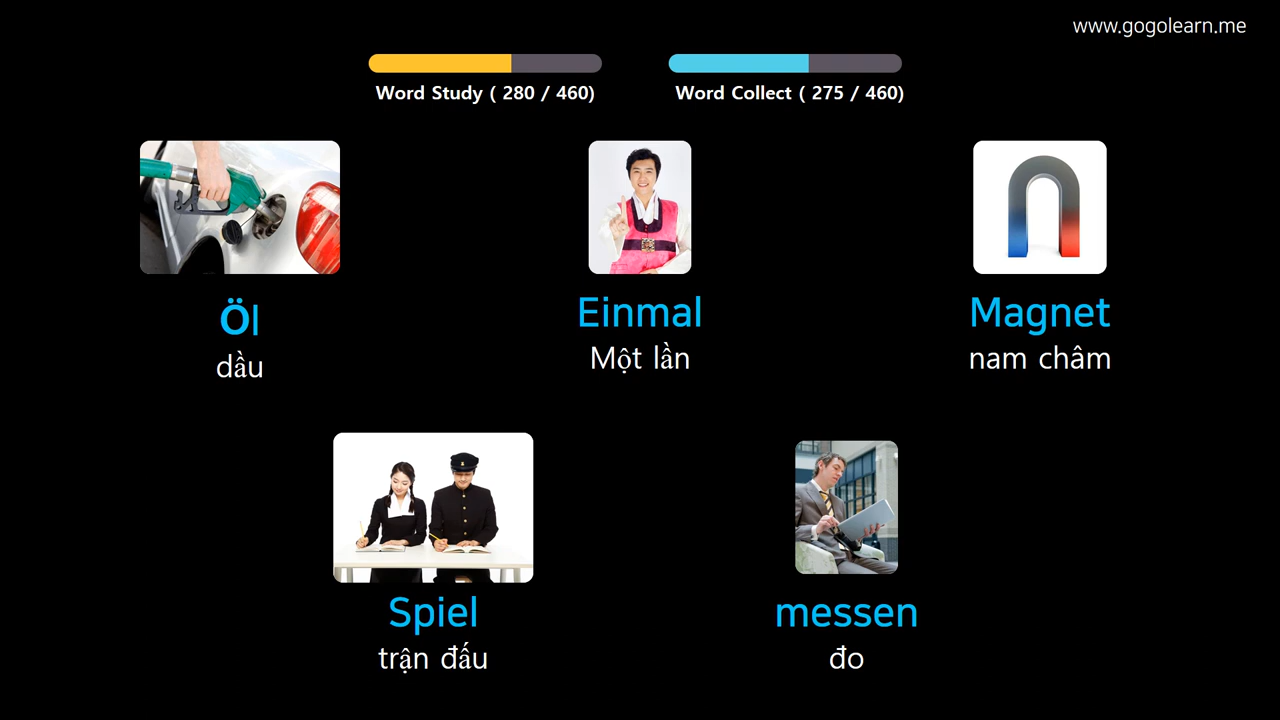 www.gogolearn.me
Word Study ( 280 / 460)
Word Collect ( 275 / 460)
Öl
dầu
Einmal
Một lần
Magnet
nam châm
Spiel
trận đấu
messen
đo